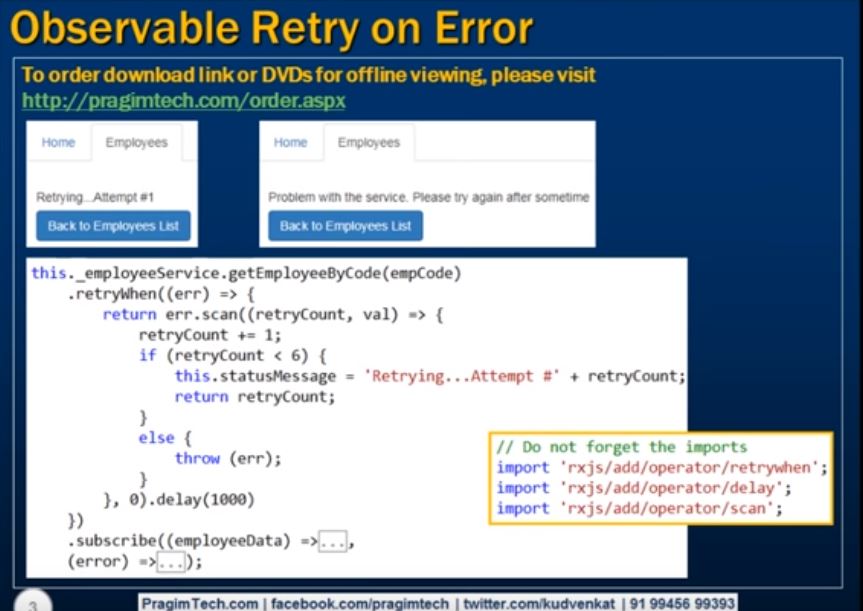 Observable Retry on Error
To order download link or DVDs for offline viewing, please visit
http://pragimtech.com/order.aspx
Home Employees
Retrying...Attempt #1
Back to Employees List
Home Employees
Problem with the service. Please try again after sometime
Back to Employees List
this._employeeService.getEmployeeByCode(empCode)
.retryWhen((err) => {
return err.scan((retryCount, val) => {
retryCount += 1;
if (retryCount < 6) {
this.statusMessage = 'Retrying...Attempt #' + retryCount;
return retryCount;
}
else {
throw (err);
}
}, 0).delay(1000)
})
.subscribe((employeeData) =>...,
(error) =>...);
// Do not forget the imports
import 'rxjs/add/operator/retrywhen';
import 'rxjs/add/operator/delay';
import 'rxjs/add/operator/scan';
3
PragimTech.com | facebook.com/pragimtech | twitter.com/kudvenkat | 91 99456 99393